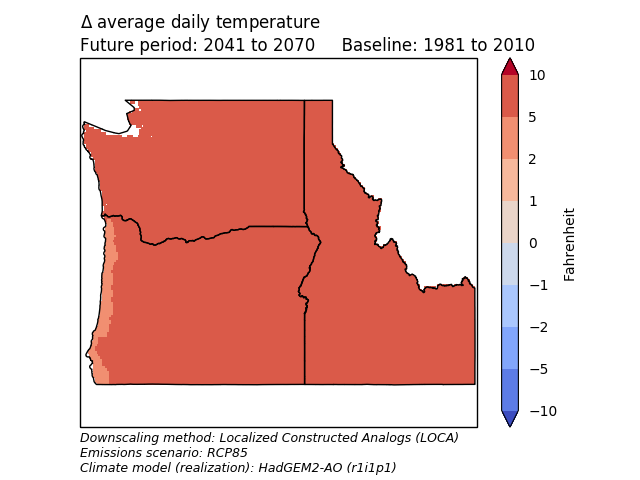 Δ average daily temperature
Future period: 2041 to 2070     Baseline: 1981 to 2010
10
5
2
1
0
−1
−2
−5
−10
Fahrenheit
Downscaling method: Localized Constructed Analogs (LOCA)
Emissions scenario: RCP85
Climate model (realization): HadGEM2-AO (r1i1p1)